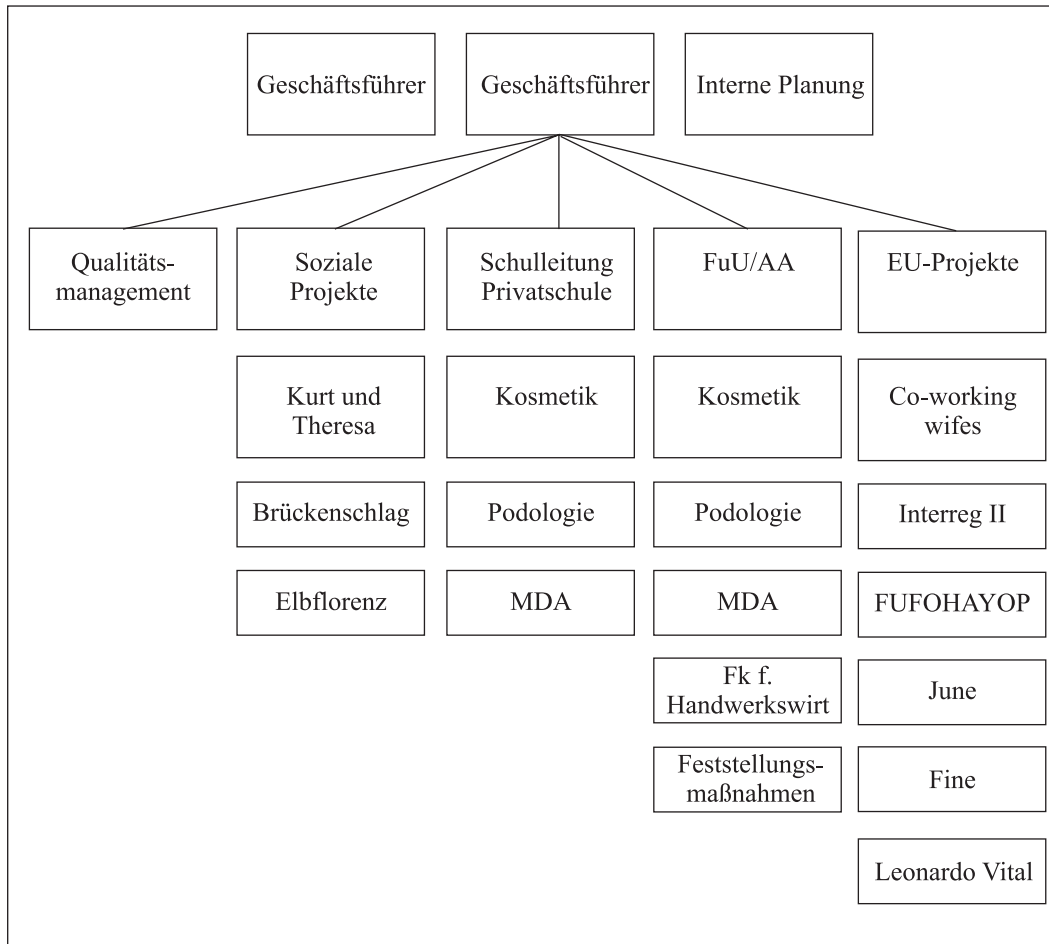 Geschäftsführer
Geschäftsführer
Interne Planung
Qualitäts-
management
Soziale
Projekte
Schulleitung
Privatschule
FuU/AA
EU-Projekte
Kurt und
Theresa
Kosmetik
Kosmetik
Co-working
wifes
Brückenschlag
Podologie
Podologie
Interreg II
Elbflorenz
MDA
MDA
FUFOHAYOP
Fk f.
Handwerkswirt
June
Feststellungs-
maßnahmen
Fine
Leonardo Vital